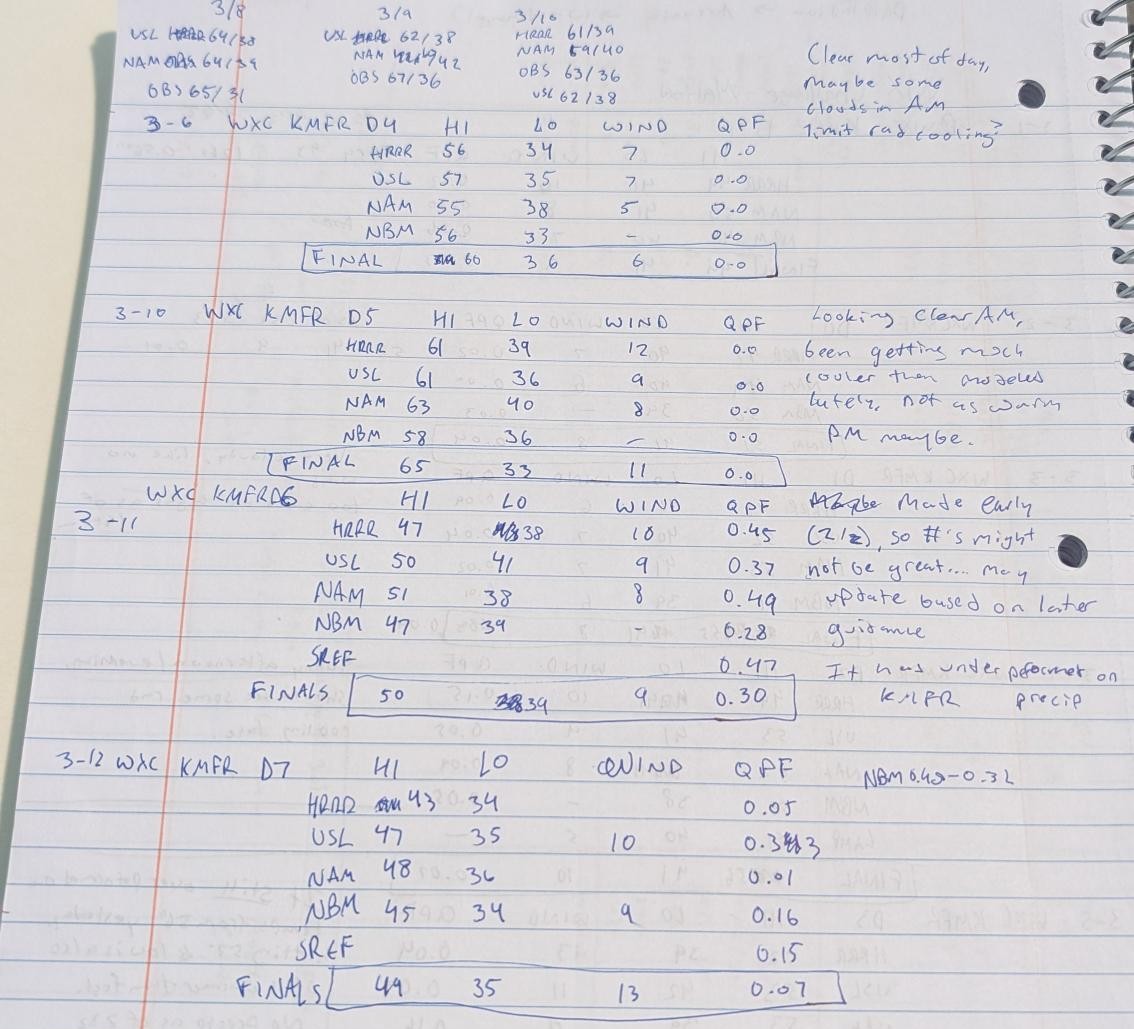 3/8 3/9 3/10
USL 64/38 USL 62/38 HRRR 61/39
NAM 64/39 NAM 42 NAM 59/40
OBS 65/31 OBS 67/36 OBS 63/36
USL 62/38
Clear most of day,
maybe some
clouds in AM
limit rad cooling?
3-6 WXC KMFR D4 HI LO WIND QPF
HRRR 56 34 7 0.0
USL 57 35 7 0.0
NAM 55 38 5 0.0
NBM 56 33 - 0.0
FINAL 60 36 6 0.0
3-10 WXC KMFR D5 HI LO WIND QPF Looking clear AM,
HRRR 61 39 12 0.0 been getting much
USL 61 36 9 0.0 cooler than modeled
NAM 63 40 8 0.0 lately, not as warm
NBM 58 36 - 0.0 PM maybe.
FINAL 65 33 11 0.0
WXC KMFR D6 HI LO WIND QPF Made early
3-11 HRRR 47 38 10 0.45 (21z), so #'s might
USL 50 41 9 0.37 not be great.... may
NAM 51 38 8 0.49 update based on later
NBM 47 39 - 0.28 guidance
SREF 0.47 It has under performed on
FINALS 50 39 9 0.30 KMFR precip
3-12 WXC KMFR D7 HI LO WIND QPF NBM -0.32
HRRR 43 34 0.05
USL 47 35 10
NAM 48 36 0.01
NBM 45 34 9 0.16
SREF 0.15
FINALS 49 35 13 0.07